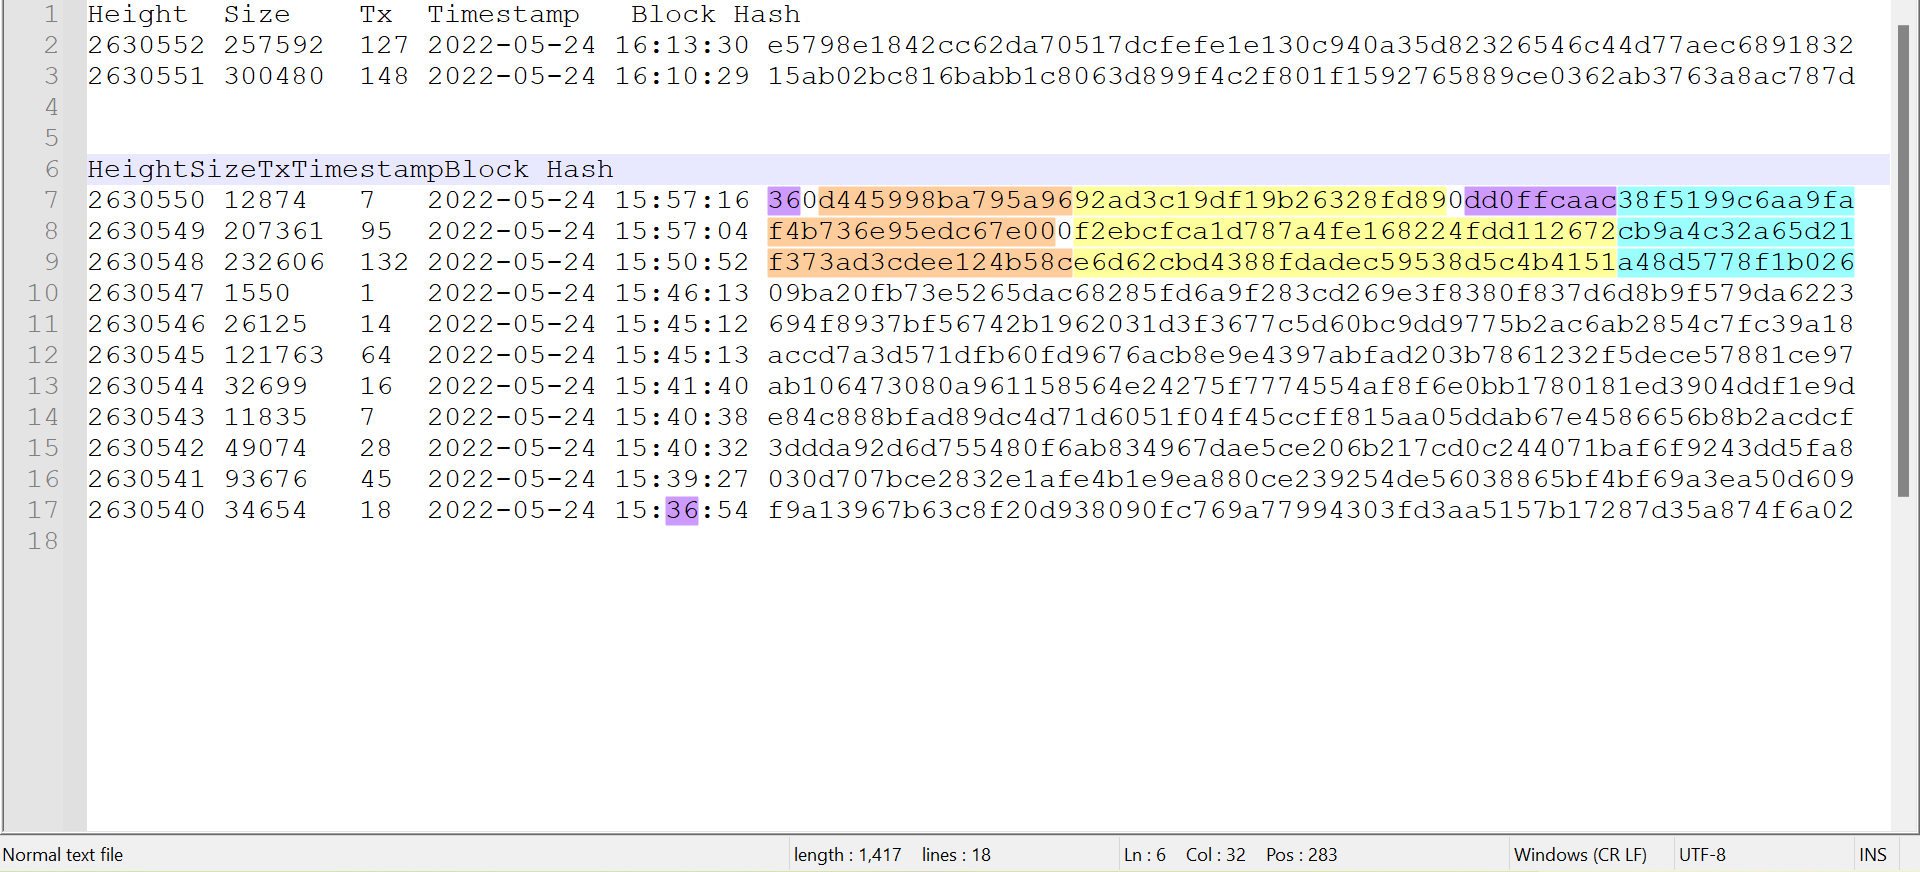 1 Height Size Tx Timestamp Block Hash
2 2630552 257592 127 2022-05-24 16:13:30 e5798e1842cc62da70517dcfefe1e130c940a35d82326546c44d77aec6891832
3 2630551 300480 148 2022-05-24 16:10:29 15ab02bc816babb1c8063d899f4c2f801f1592765889ce0362ab3763a8ac787d
4
5
6 HeightSizeTxTimestampBlock Hash
7 2630550 12874 7 2022-05-24 15:57:16 360d445998ba795a9692ad3c19df19b26328fd890dd0ffcaac38f5199c6aa9fa
8 2630549 207361 95 2022-05-24 15:57:04 f4b736e95edc67e000f2ebcfca1d787a4fe168224fdd112672cb9a4c32a65d21
9 2630548 232606 132 2022-05-24 15:50:52 f373ad3cdee124b58ce6d62cbd4388fdadec59538d5c4b4151a48d5778f1b026
10 2630547 1550 1 2022-05-24 15:46:13 09ba20fb73e5265dac68285fd6a9f283cd269e3f8380f837d6d8b9f579da6223
11 2630546 26125 14 2022-05-24 15:45:12 694f8937bf56742b1962031d3f3677c5d60bc9dd9775b2ac6ab2854c7fc39a18
12 2630545 121763 64 2022-05-24 15:45:13 accd7a3d571dfb60fd9676acb8e9e4397abfad203b7861232f5dece57881ce97
13 2630544 32699 16 2022-05-24 15:41:40 ab106473080a961158564e24275f7774554af8f6e0bb1780181ed3904ddf1e9d
14 2630543 11835 7 2022-05-24 15:40:38 e84c888bfad89dc4d71d6051f04f45ccff815aa05ddab67e4586656b8b2acdcf
15 2630542 49074 28 2022-05-24 15:40:32 3ddda92d6d755480f6ab834967dae5ce206b217cd0c244071baf6f9243dd5fa8
16 2630541 93676 45 2022-05-24 15:39:27 030d707bce2832e1afe4b1e9ea880ce239254de56038865bf4bf69a3ea50d609
17 2630540 34654 18 2022-05-24 15:36:54 f9a13967b63c8f20d938090fc769a77994303fd3aa5157b17287d35a874f6a02
18
Normal text file length : 1,417 lines : 18 Ln : 6 Col : 32 Pos : 283 Windows (CR LF) UTF-8 INS